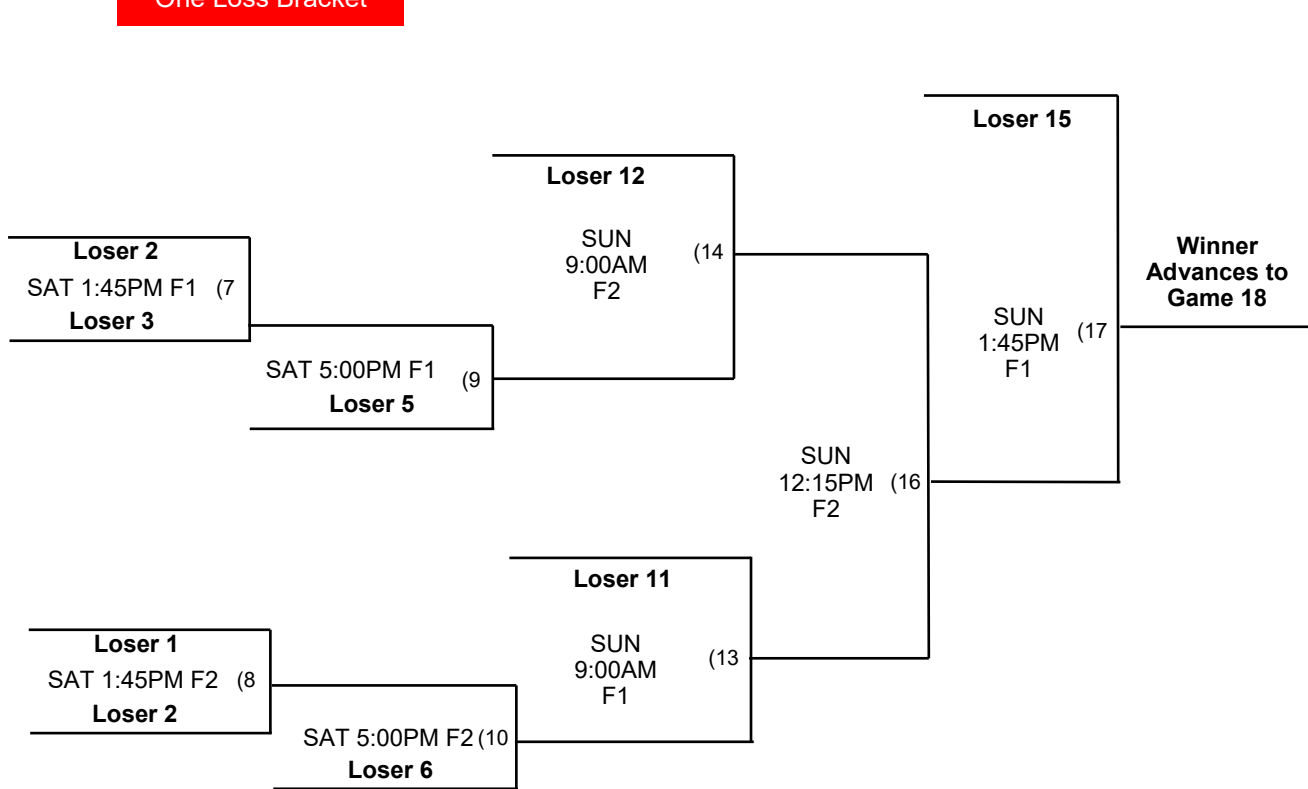 One Loss Bracket
Loser 15
Loser 12
SUN
9:00AM
F2
(14
Loser 2
SAT 1:45PM F1 (7
Loser 3
Winner
Advances to
Game 18
SUN
1:45PM
F1
(17
SAT 5:00PM F1 (9
Loser 5
SUN
12:15PM
F2
(16
Loser 11
SUN
9:00AM
F1
(13
Loser 1
SAT 1:45PM F2 (8
Loser 2
SAT 5:00PM F2 (10
Loser 6